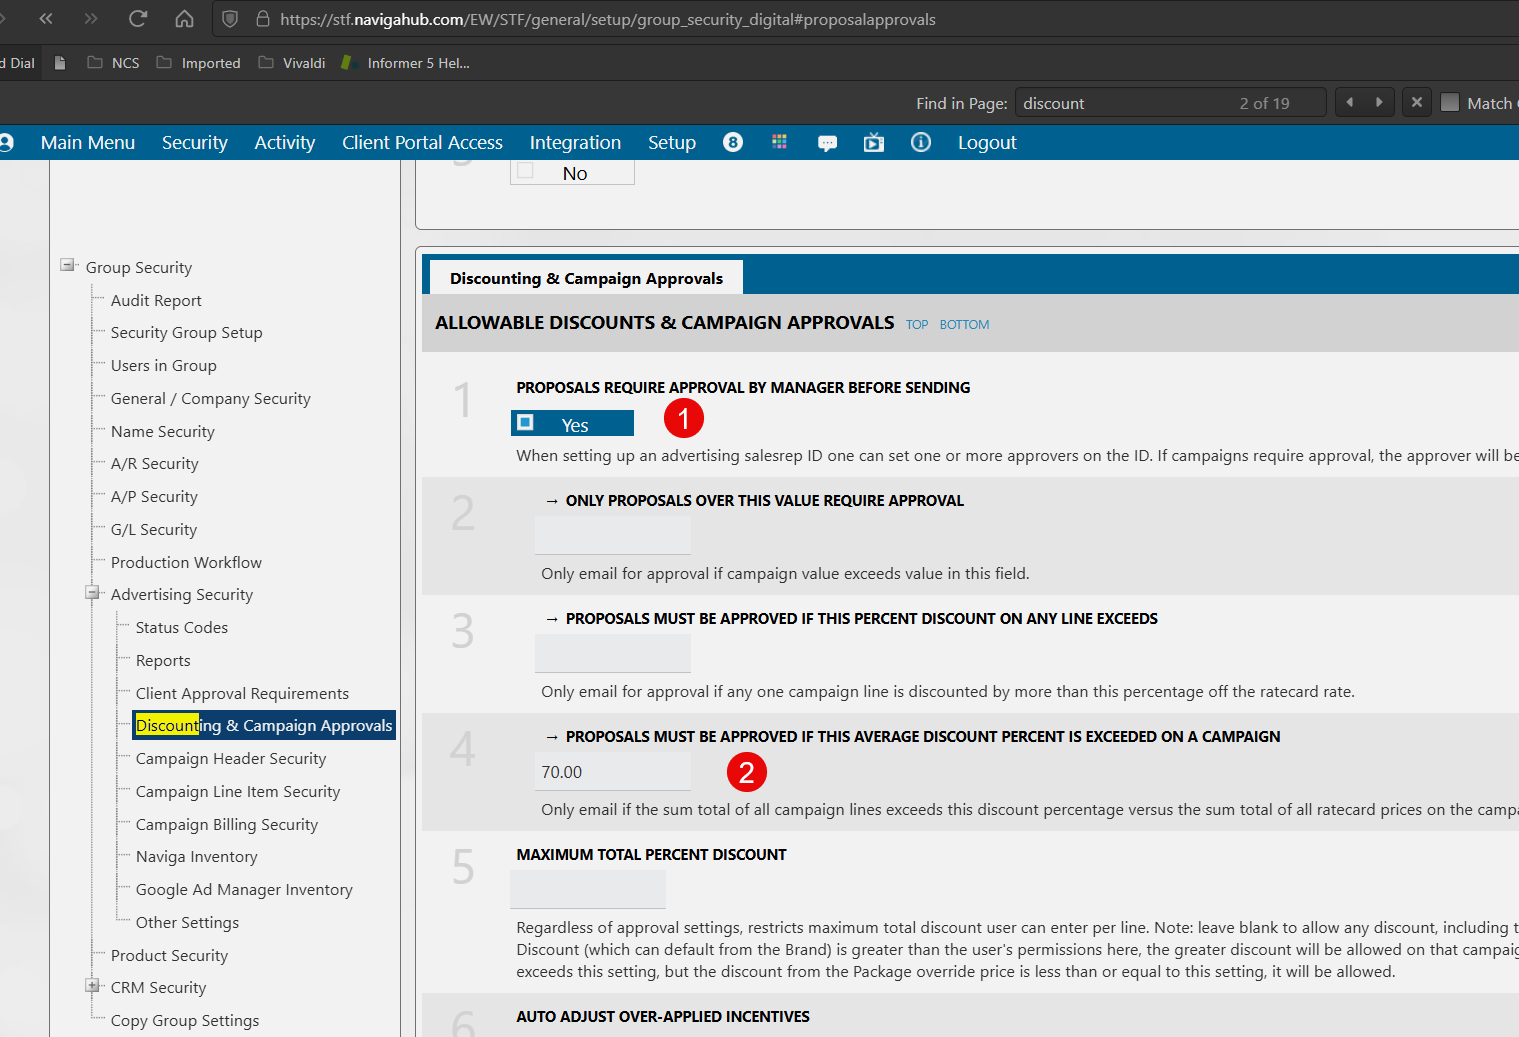 https://stf.navigahub.com/EW/STF/general/setup/group_security_digital#proposalapprovals
d Dial NCS Imported Vivaldi Informer 5 Hel...
Find in Page: discount 2 of 19 Match
Main Menu Security Activity Client Portal Access Integration Setup 8 Logout
No
Group Security
Audit Report
Security Group Setup
Users in Group
General / Company Security
Name Security
A/R Security
A/P Security
G/L Security
Production Workflow
Advertising Security
Status Codes
Reports
Client Approval Requirements
Discounting & Campaign Approvals
Campaign Header Security
Campaign Line Item Security
Campaign Billing Security
Naviga Inventory
Google Ad Manager Inventory
Other Settings
Product Security
CRM Security
Copy Group Settings
Discounting & Campaign Approvals
ALLOWABLE DISCOUNTS & CAMPAIGN APPROVALS TOP BOTTOM
1 PROPOSALS REQUIRE APPROVAL BY MANAGER BEFORE SENDING
Yes 1
When setting up an advertising salesrep ID one can set one or more approvers on the ID. If campaigns require approval, the approver will be
2 → ONLY PROPOSALS OVER THIS VALUE REQUIRE APPROVAL
Only email for approval if campaign value exceeds value in this field.
3 → PROPOSALS MUST BE APPROVED IF THIS PERCENT DISCOUNT ON ANY LINE EXCEEDS
Only email for approval if any one campaign line is discounted by more than this percentage off the ratecard rate.
4 → PROPOSALS MUST BE APPROVED IF THIS AVERAGE DISCOUNT PERCENT IS EXCEEDED ON A CAMPAIGN
70.00 2
Only email if the sum total of all campaign lines exceeds this discount percentage versus the sum total of all ratecard prices on the campa
5 MAXIMUM TOTAL PERCENT DISCOUNT
Regardless of approval settings, restricts maximum total discount user can enter per line. Note: leave blank to allow any discount, including t
Discount (which can default from the Brand) is greater than the user's permissions here, the greater discount will be allowed on that campaig
exceeds this setting, but the discount from the Package override price is less than or equal to this setting, it will be allowed.
6 AUTO ADJUST OVER-APPLIED INCENTIVES